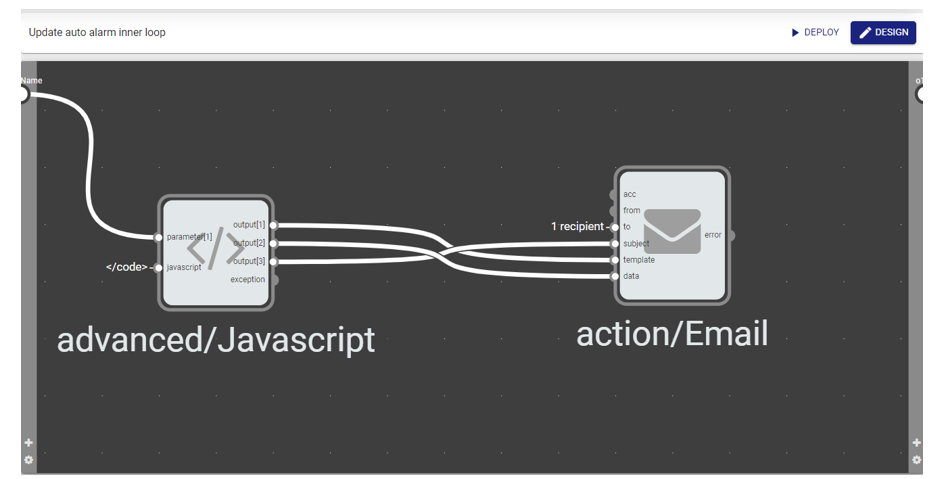 Update auto alarm inner loop
DEPLOY
DESIGN
Name
o1
parameter[1]
javascript
output[1]
output[2]
output[3]
exception
</code>
advanced/Javascript
1 recipient
acc
from
to
subject
template
data
error
action/Email